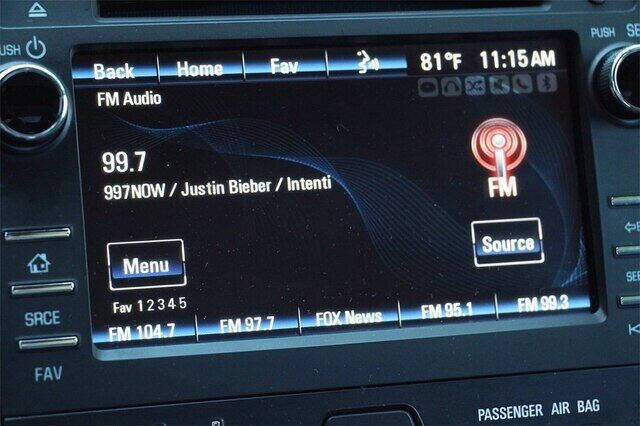 PUSH
Back Home Fav 81°F 11:15AM
PUSH
FM Audio
99.7
997NOW / Justin Bieber / Intenti
FM
Menu
Source
Fav 1 2 3 4 5
FM 104.7 FM 97.7 FOX News FM 95.1 FM 99.3
SRCE
FAV
PASSENGER AIR BAG